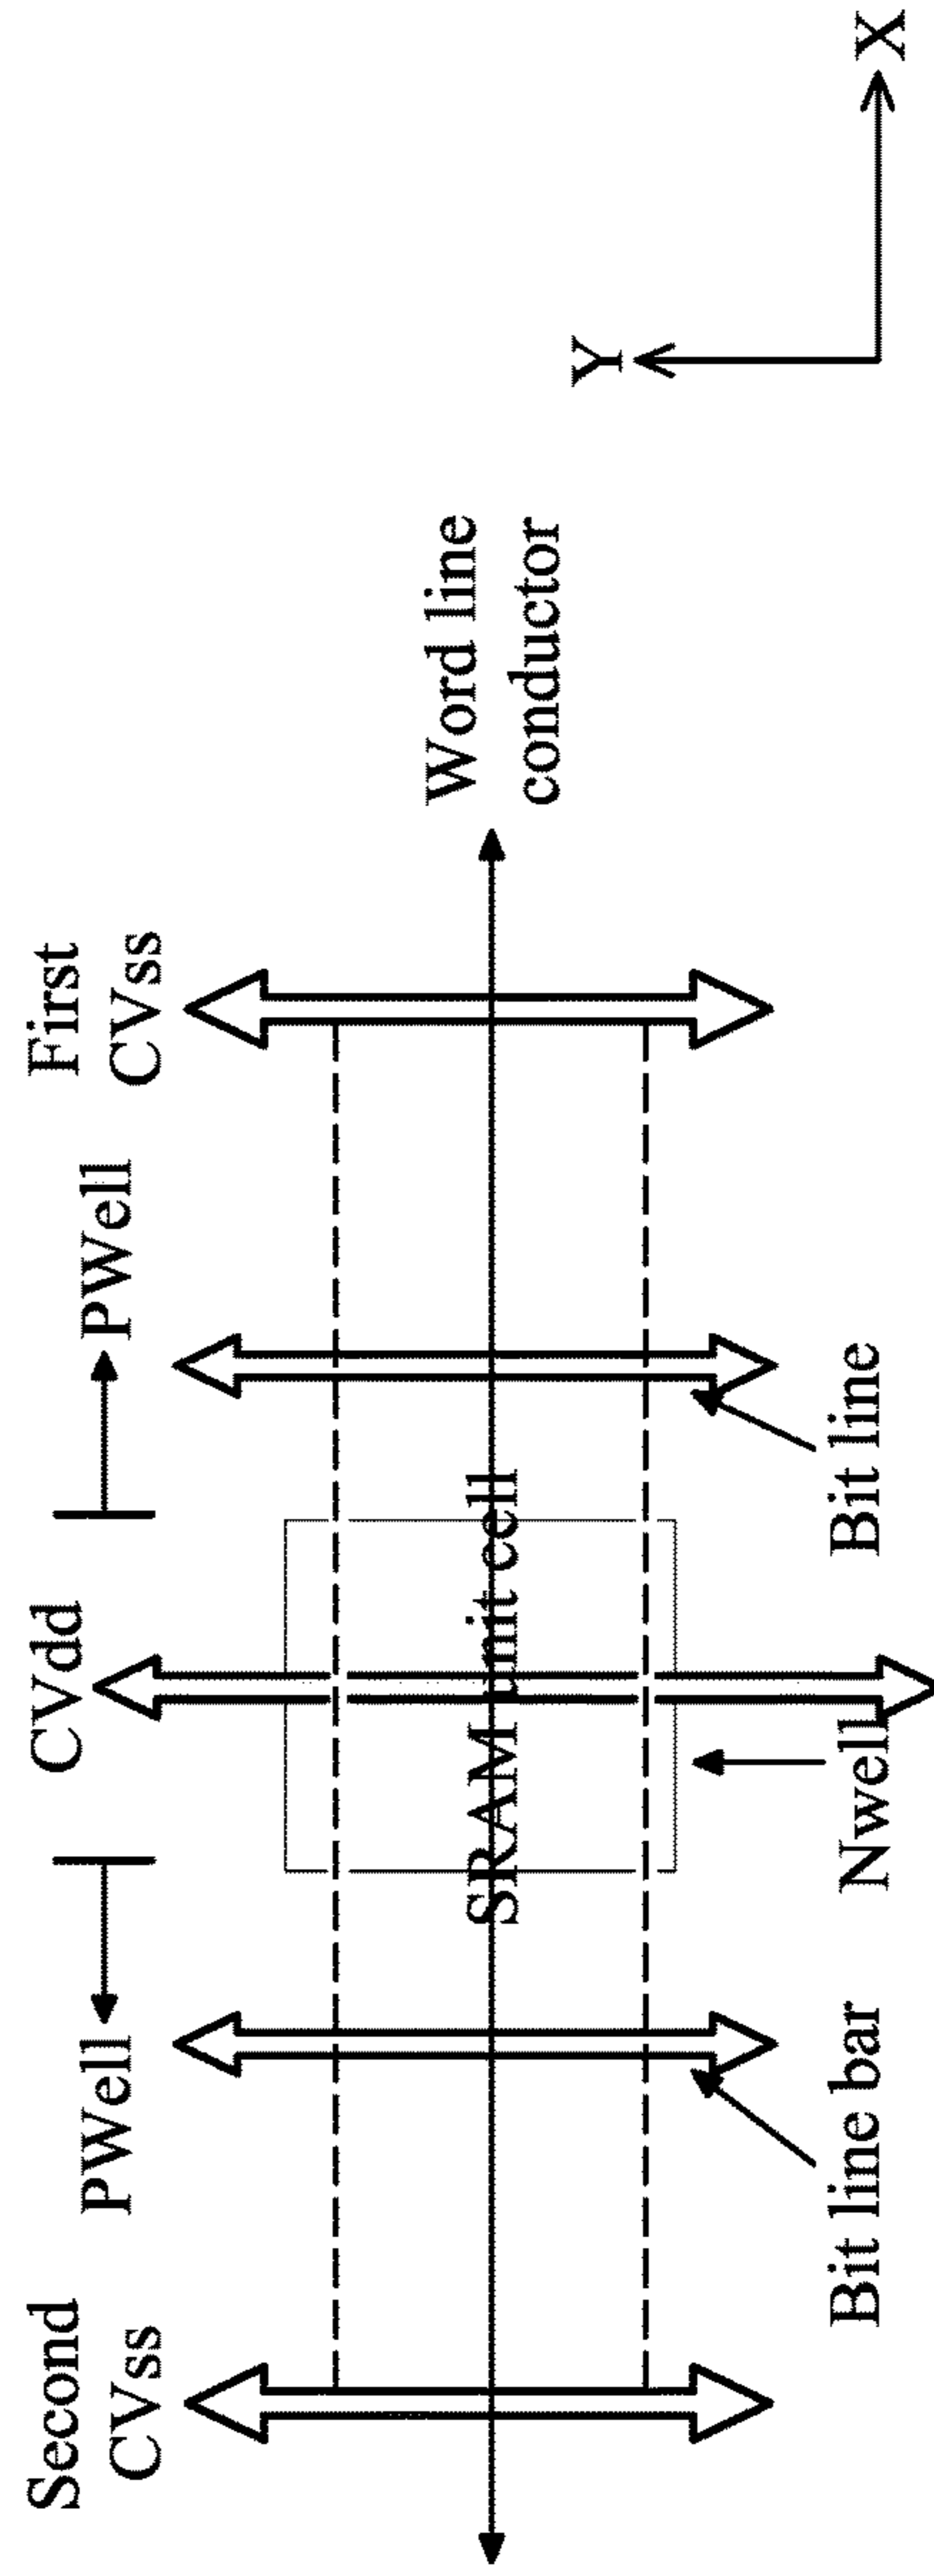 Second
CVss
PWell
CVdd
PWell
First
CVss
SRAM unit cell
Word line
conductor
Bit line bar
Nwell
Bit line
Y
X